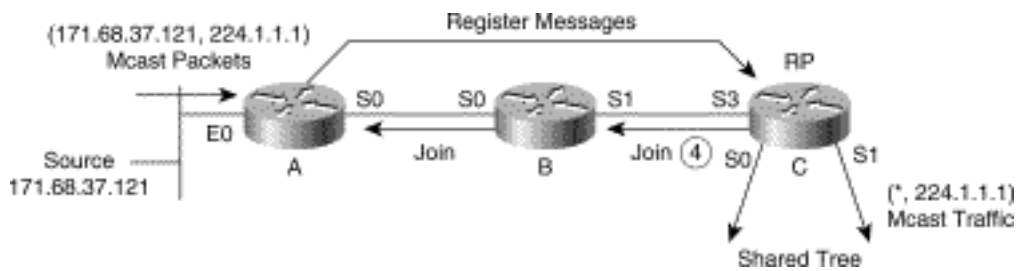 Register Messages
(171.68.37.121, 224.1.1.1)
Mcast Packets
RP
S0
S0
S1
S3
E0
Join
Join
4
S0
S1
A
B
C
Source
171.68.37.121
(*, 224.1.1.1)
Mcast Traffic
Shared Tree